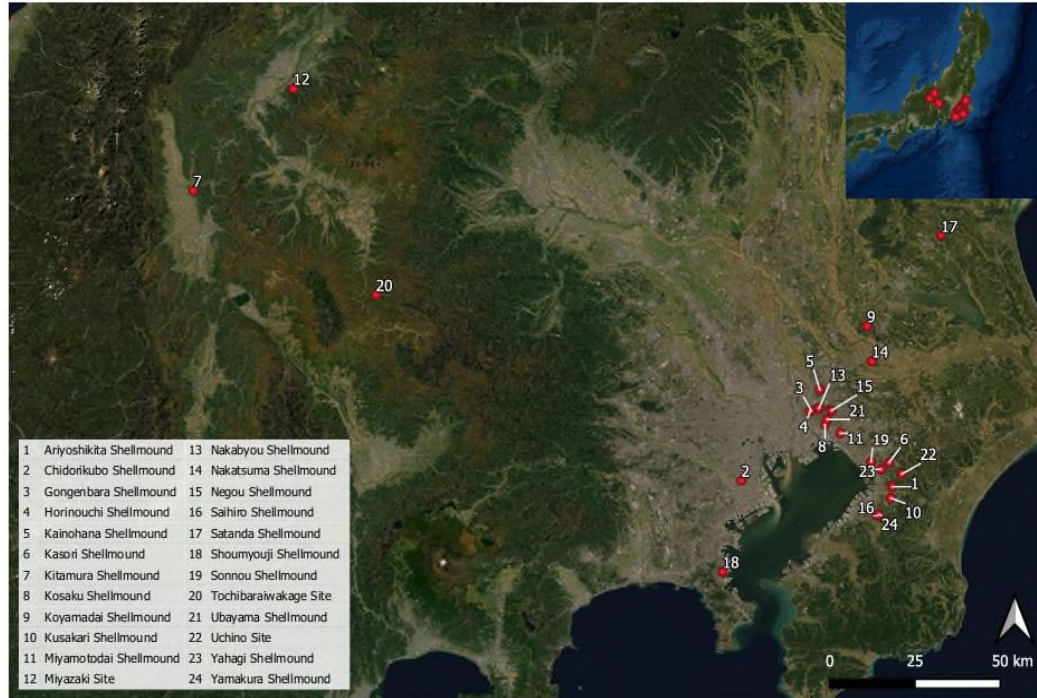 12
7
17
20
9
14
5
13
3
15
4
21
8
11
19
6
22
23
2
1
10
16
24
18
1 Ariyoshikita Shellmound
2 Chidorikubo Shellmound
3 Gongenbara Shellmound
4 Horinouchi Shellmound
5 Kainohana Shellmound
6 Kasori Shellmound
7 Kitamura Shellmound
8 Kosaku Shellmound
9 Koyamadai Shellmound
10 Kusakari Shellmound
11 Miyamotodai Shellmound
12 Miyazaki Site
13 Nakabyou Shellmound
14 Nakatsuma Shellmound
15 Negou Shellmound
16 Saihiro Shellmound
17 Satanda Shellmound
18 Shoumyouji Shellmound
19 Sonnou Shellmound
20 Tochibaraiwakage Site
21 Ubayama Shellmound
22 Uchino Site
23 Yahagi Shellmound
24 Yamakura Shellmound
0 25 50 km